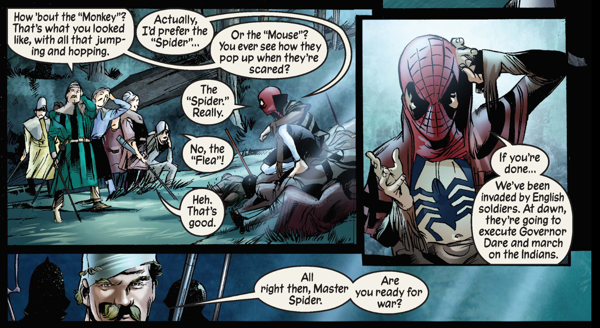 How 'bout the "Monkey"?
That's what you looked
like, with all that jump-
ing and hopping.
Actually,
I'd prefer the
"Spider"...
Or the "Mouse"?
You ever see how they
pop up when they're
scared?
The
"Spider."
Really.
No, the
"Flea"!
Heh.
That's
good.
If you're
done...
We've been
invaded by English
soldiers. At dawn,
they're going to
execute Governor
Dare and march
on the Indians.
All
right then, Master
Spider.
Are
you ready for
war?